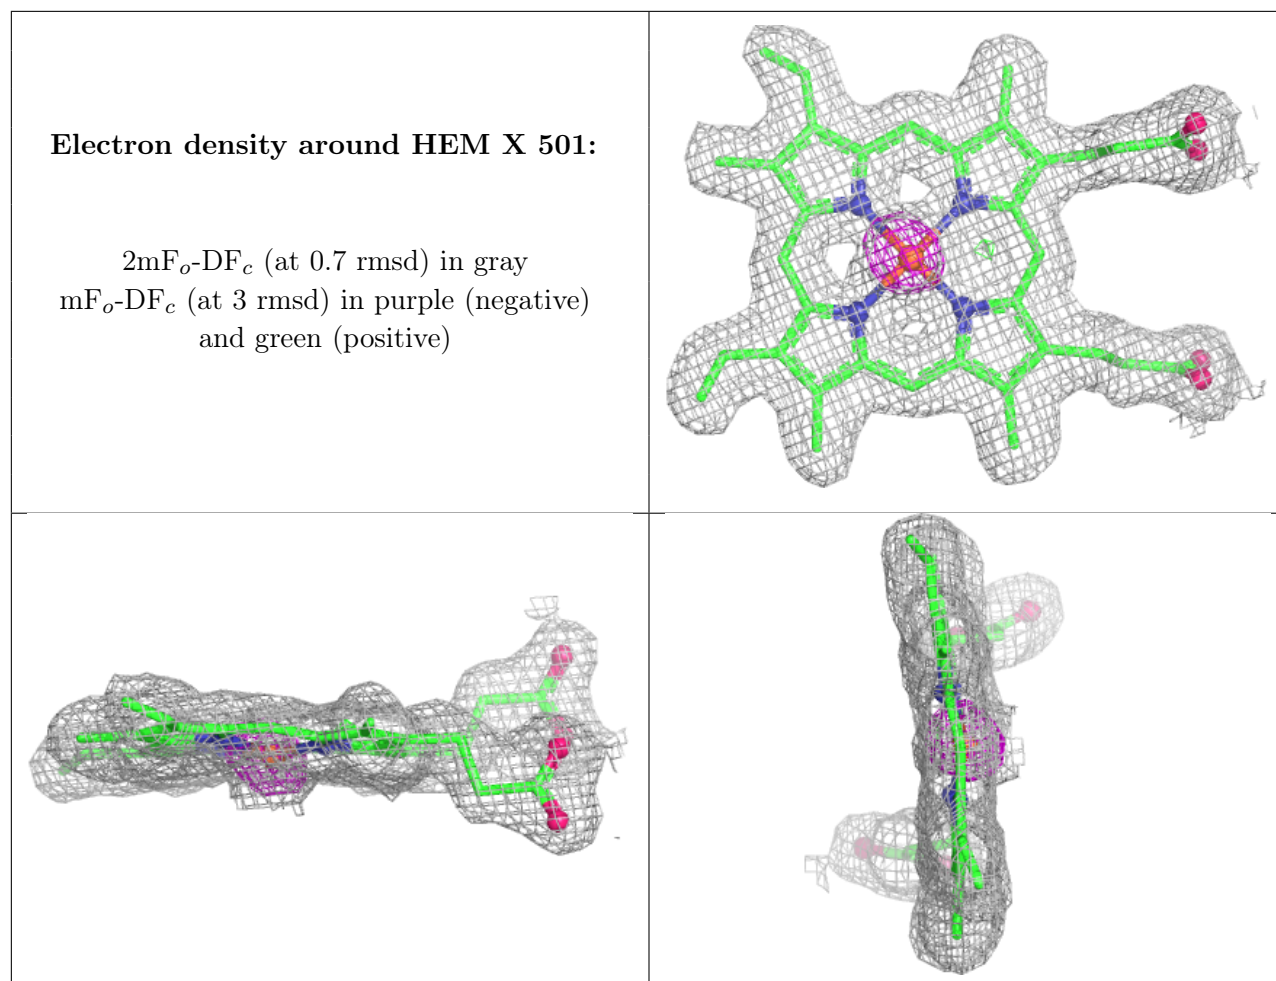 Electron density around HEM X 501:
2mFo-DFc (at 0.7 rmsd) in gray
mFo-DFc (at 3 rmsd) in purple (negative)
and green (positive)